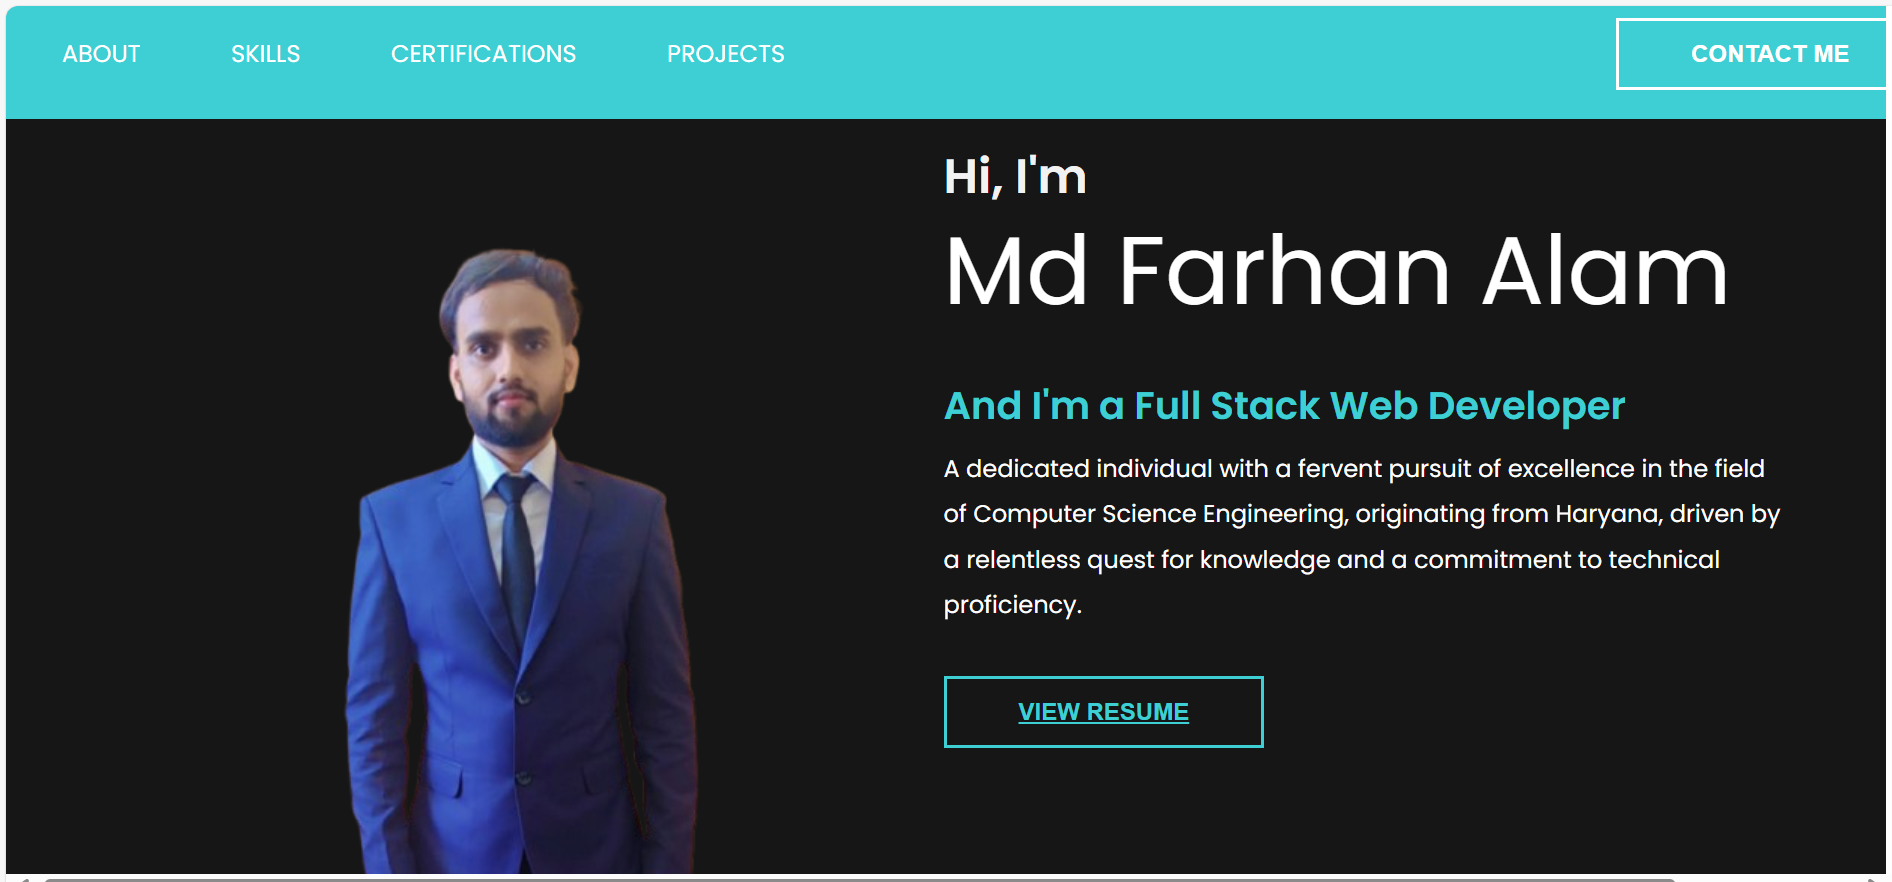 ABOUT SKILLS CERTIFICATIONS PROJECTS CONTACT ME
Hi, I'm
Md Farhan Alam
And I'm a Full Stack Web Developer
A dedicated individual with a fervent pursuit of excellence in the field
of Computer Science Engineering, originating from Haryana, driven by
a relentless quest for knowledge and a commitment to technical
proficiency.
VIEW RESUME